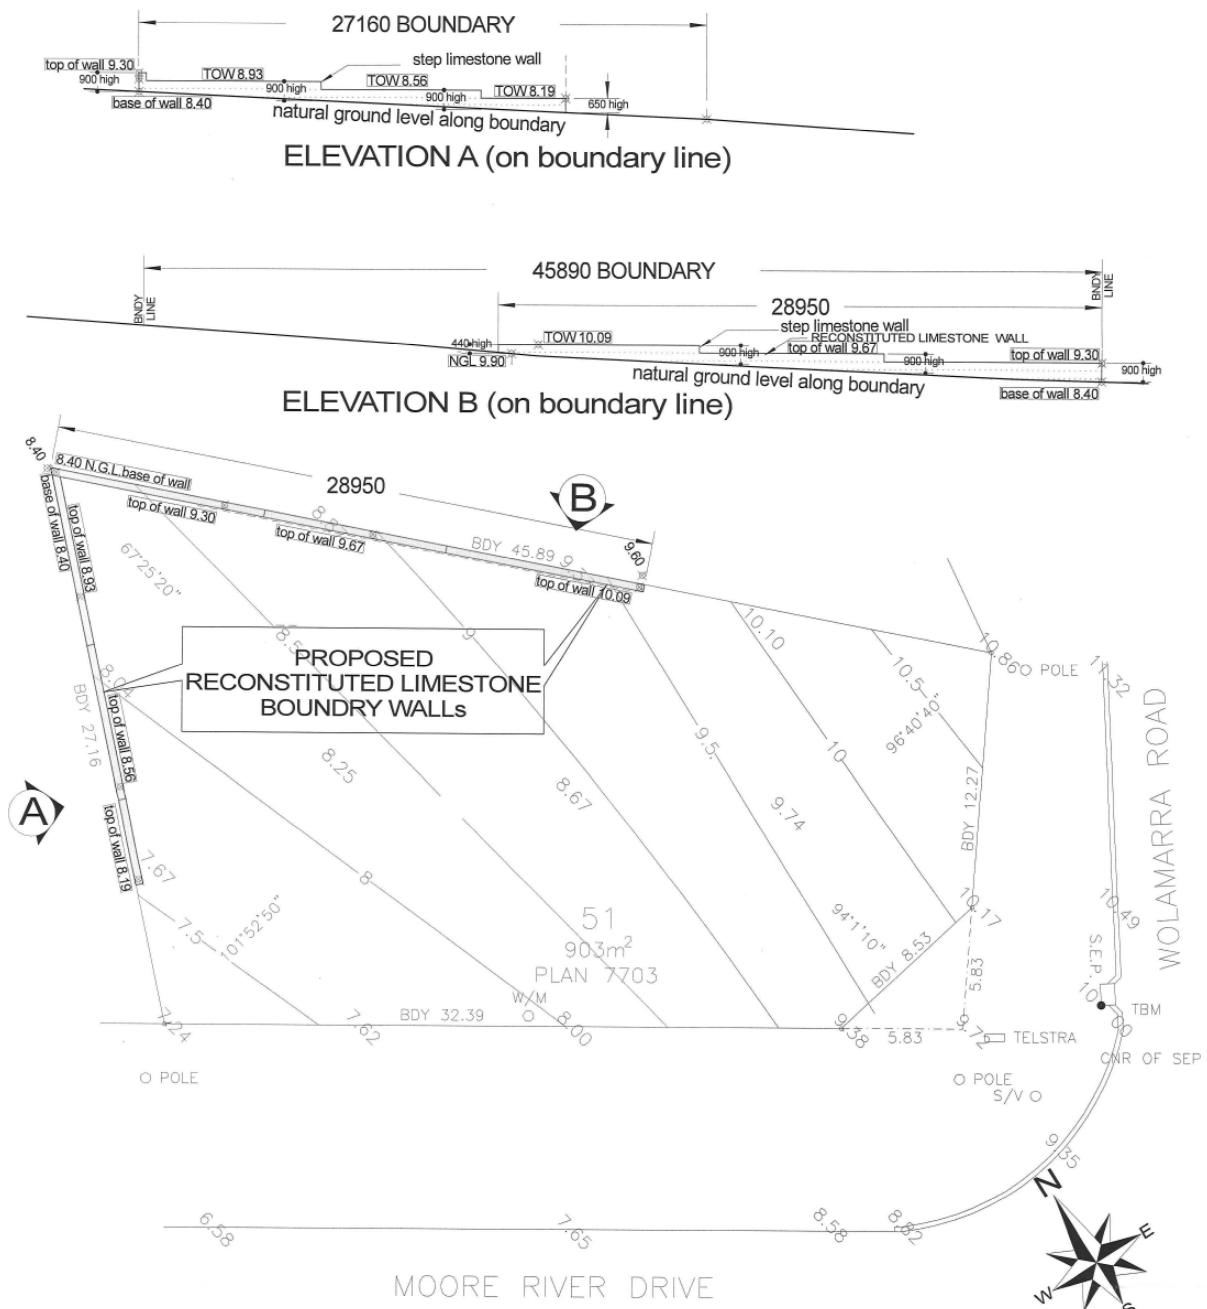 27160 BOUNDARY
top of wall 9.30
900 high
base of wall 8.40
TOW 8.93
900 high
step limestone wall
TOW 8.56
900 high
TOW 8.19
650 high
natural ground level along boundary
ELEVATION A (on boundary line)
45890 BOUNDARY
BNDY
LINE
BNDY
LINE
28950
440 high
TOW 10.09
NGL 9.90
step limestone wall
RECONSTITUTED LIMESTONE WALL
900 high
top of wall 9.67
900 high
top of wall 9.30
900 high
natural ground level along boundary
base of wall 8.40
ELEVATION B (on boundary line)
8.40
8.40 N.G.L.base of wall
28950
B
top of wall 9.30
top of wall 9.67
BDY 45.89
9.60
top of wall 10.09
base of wall 8.40
top of wall 8.93
67°25'20"
8.5
9
PROPOSED
RECONSTITUTED LIMESTONE
BOUNDRY WALLs
8.04
BDY 27.16
top of wall 8.56
A
top of wall 8.19
7.67
8.25
8.67
9.5.
9.74
10
10.10
10.5
96°40'40"
10.86
POLE
11.32
WOLAMARRA ROAD
BDY 12.27
10.17
10.49
7.5
101°52'50"
8
51
903m²
PLAN 7703
94°1'10"
BDY 8.53
5.83
S.E.P.
10.00
TBM
W/M
BDY 32.39
7.24
7.62
8.00
9.38
5.83
9.72
TELSTRA
CNR OF SEP
POLE
POLE
S/V
9.35
N
E
W
S
6.58
7.65
8.58
8.82
MOORE RIVER DRIVE